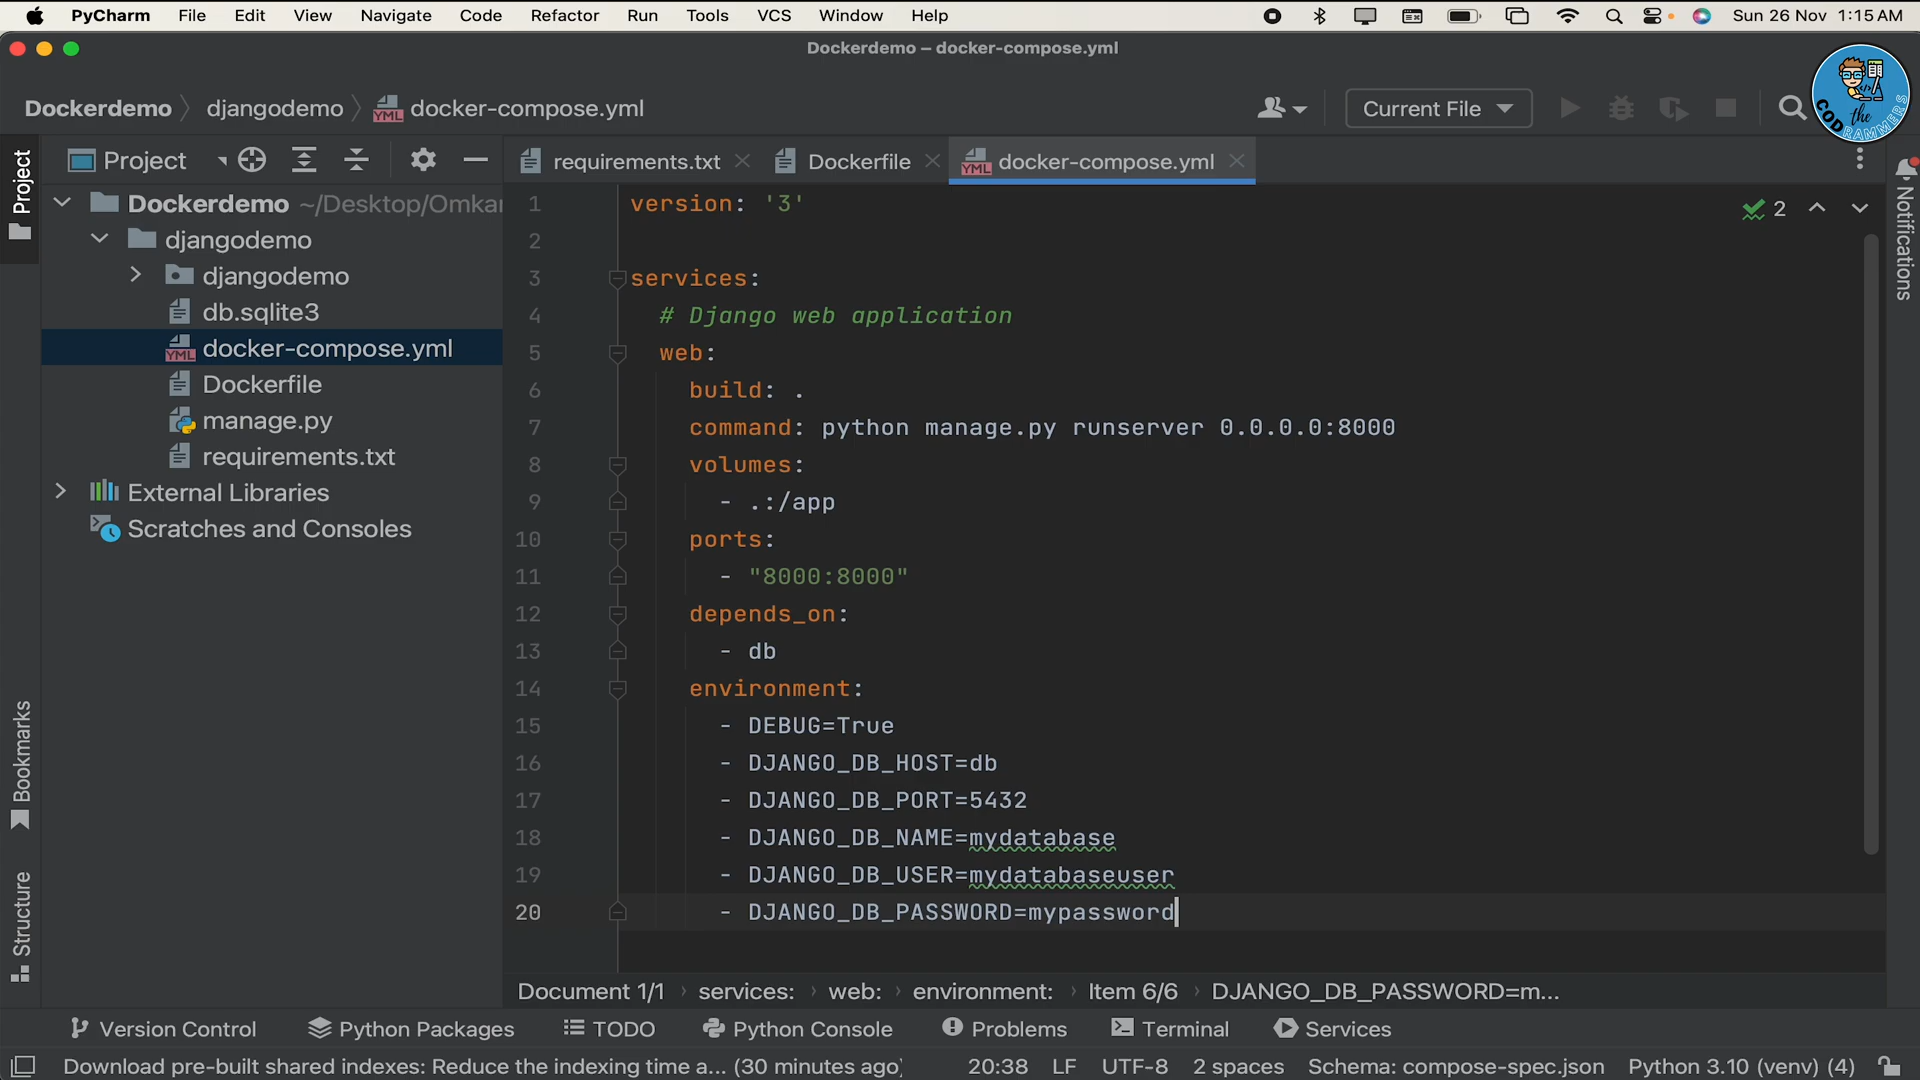 PyCharm File Edit View Navigate Code Refactor Run Tools VCS Window Help Sun 26 Nov 1:15 AM
Dockerdemo – docker-compose.yml
Dockerdemo djangodemo docker-compose.yml Current File
CODRAMMERS the
Project
requirements.txt Dockerfile docker-compose.yml
Project
Notifications
Bookmarks
Structure
Dockerdemo ~/Desktop/Omkar
djangodemo
djangodemo
db.sqlite3
docker-compose.yml
Dockerfile
manage.py
requirements.txt
External Libraries
Scratches and Consoles
2
1 version: '3'
2
3 services:
4 # Django web application
5 web:
6 build: .
7 command: python manage.py runserver 0.0.0.0:8000
8 volumes:
9 - .:/app
10 ports:
11 - "8000:8000"
12 depends_on:
13 - db
14 environment:
15 - DEBUG=True
16 - DJANGO_DB_HOST=db
17 - DJANGO_DB_PORT=5432
18 - DJANGO_DB_NAME=mydatabase
19 - DJANGO_DB_USER=mydatabaseuser
20 - DJANGO_DB_PASSWORD=mypassword
Document 1/1 › services: › web: › environment: › Item 6/6 › DJANGO_DB_PASSWORD=m...
Version Control Python Packages TODO Python Console Problems Terminal Services
Download pre-built shared indexes: Reduce the indexing time a... (30 minutes ago) 20:38 LF UTF-8 2 spaces Schema: compose-spec.json Python 3.10 (venv) (4)